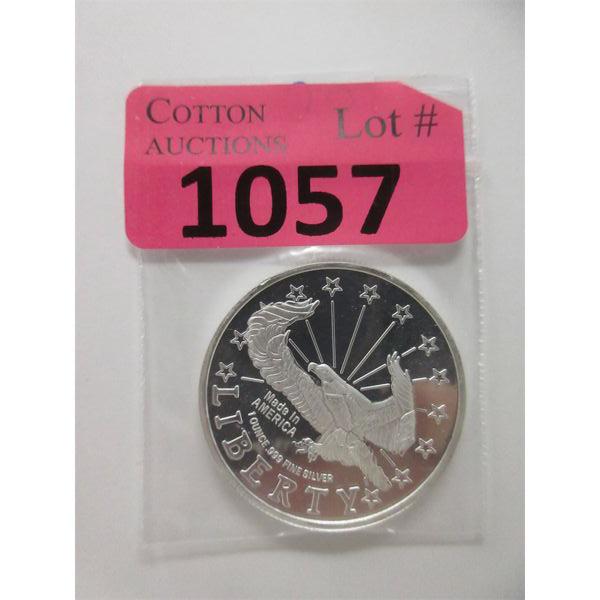 COTTON
AUCTIONS
Lot #
1057
Made in
AMERICA
1 OUNCE .999 FINE SILVER
LIBERTY